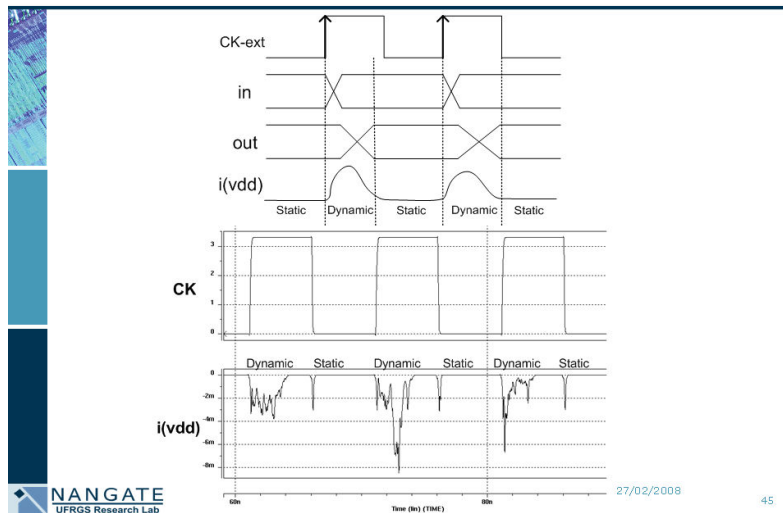 CK-ext
in
out
i(vdd)
Static Dynamic Static Dynamic Static
3
2
1
0
CK
Dynamic Static Dynamic Static Dynamic Static
0
-2m
-4m
-6m
-8m
i(vdd)
60n 80n
Time (lin) (TIME)
NANGATE
UFRGS Research Lab
27/02/2008
45